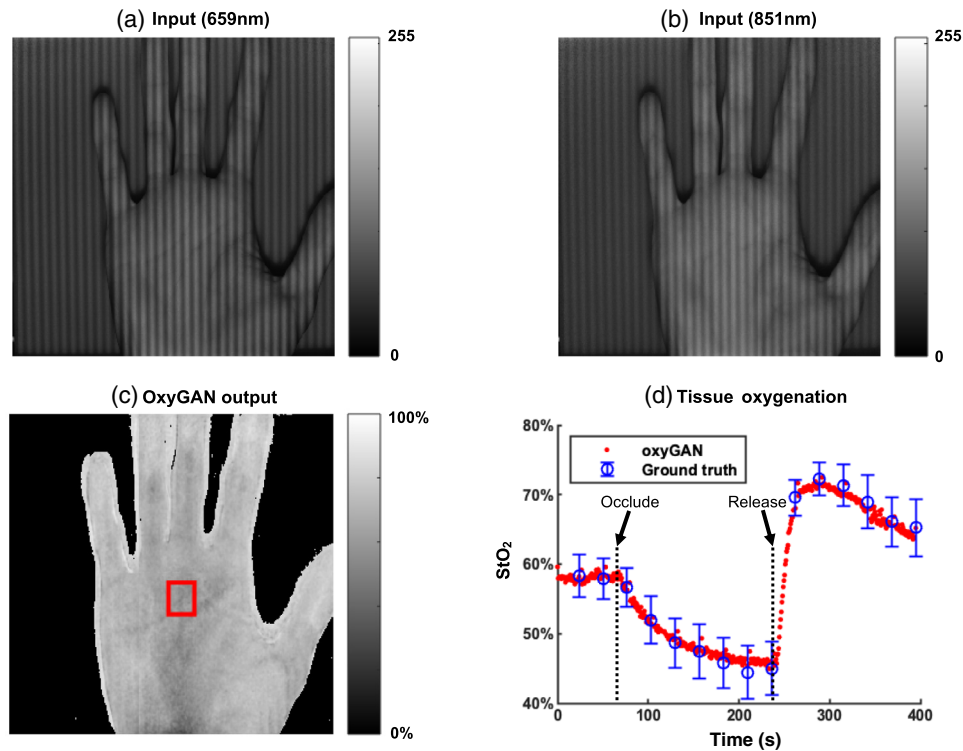 (a) Input (659nm)
255
0
(b) Input (851nm)
255
0
(c) OxyGAN output
100%
0%
(d) Tissue oxygenation
80%
70%
60%
50%
40%
StO2
oxyGAN
Ground truth
Occlude
Release
0
100
200
300
400
Time (s)